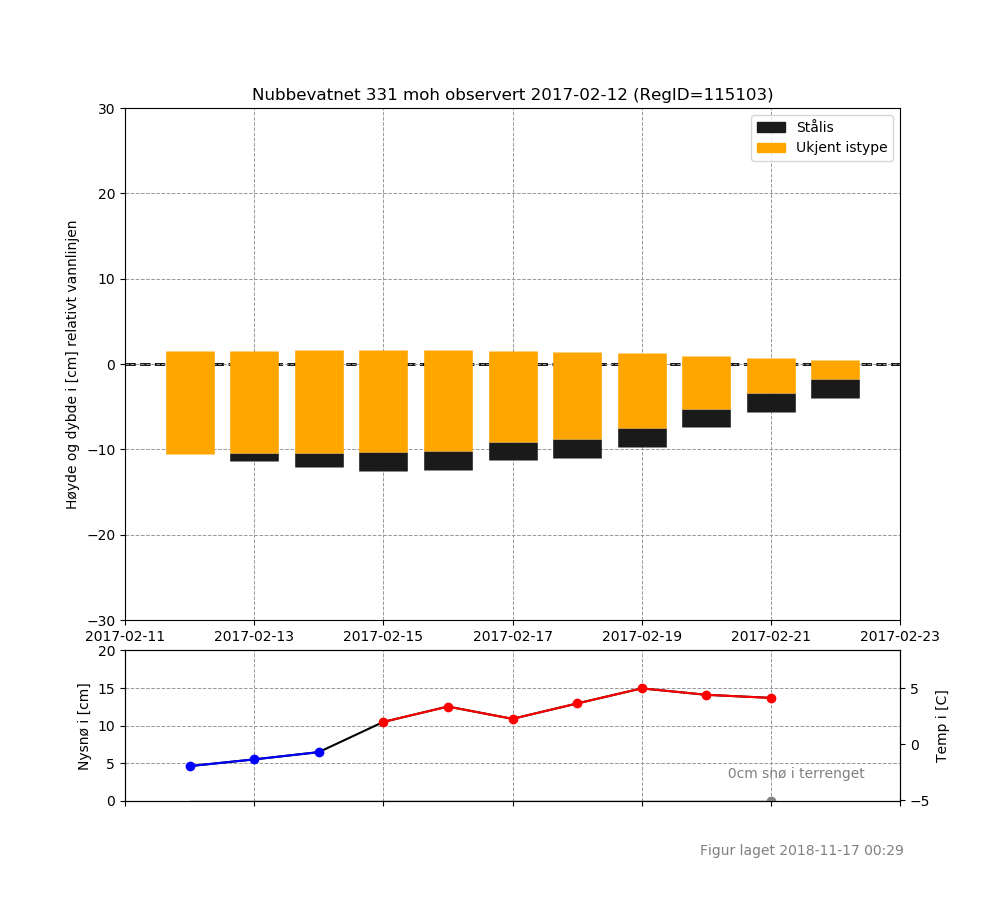 Nubbevatnet 331 moh observert 2017-02-12 (RegID=115103)
Stålis
Ukjent istype
Høyde og dybde i [cm] relativt vannlinjen
30
20
10
0
−10
−20
−30
2017-02-11 2017-02-13 2017-02-15 2017-02-17 2017-02-19 2017-02-21 2017-02-23
Nysnø i [cm]
20
15
10
5
0
5
0
−5
Temp i [C]
0cm snø i terrenget
Figur laget 2018-11-17 00:29